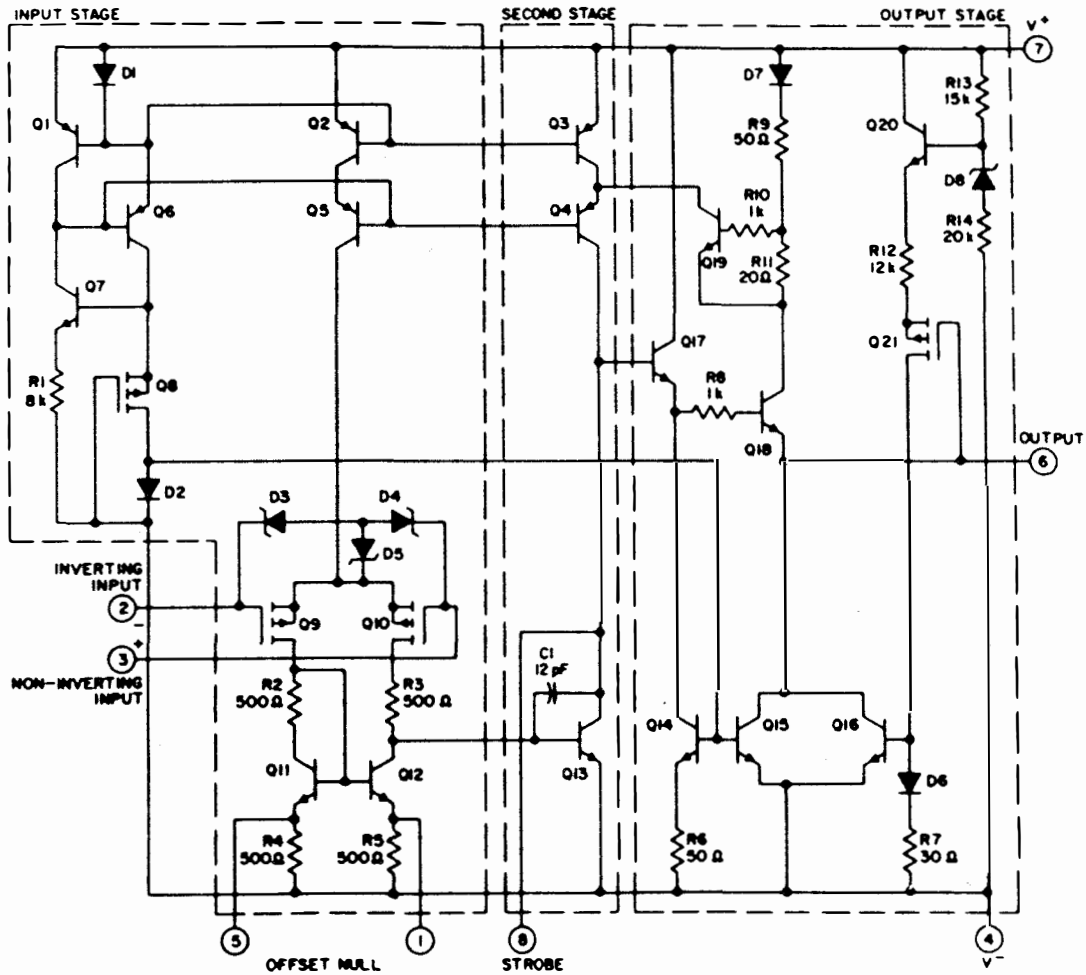 INPUT STAGE
SECOND STAGE
OUTPUT STAGE
V+
7
D1
Q1
Q2
Q3
D7
R9
50Ω
Q20
R13
15k
Q6
Q5
Q4
R10
1k
Q19
R11
20Ω
D8
R14
20k
R12
12k
Q7
R1
8k
Q8
Q17
R8
1k
Q18
Q21
OUTPUT
6
D2
D3
D4
D5
INVERTING
INPUT
2
-
+
3
NON-INVERTING
INPUT
Q9
Q10
R2
500Ω
R3
500Ω
C1
12 pF
Q11
Q12
Q13
Q14
Q15
Q16
D6
R4
500Ω
R5
500Ω
R6
50Ω
R7
30Ω
5
1
8
4
OFFSET NULL
STROBE
V-